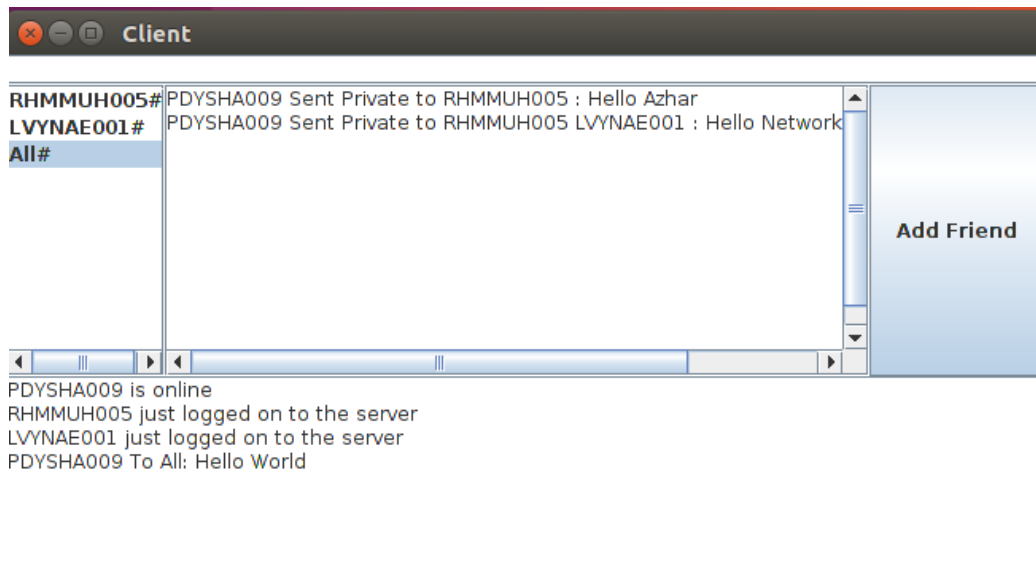 Client
RHMMUH005#
LVYNAE001#
All#
PDYSHA009 Sent Private to RHMMUH005 : Hello Azhar
PDYSHA009 Sent Private to RHMMUH005 LVYNAE001 : Hello Network
Add Friend
PDYSHA009 is online
RHMMUH005 just logged on to the server
LVYNAE001 just logged on to the server
PDYSHA009 To All: Hello World